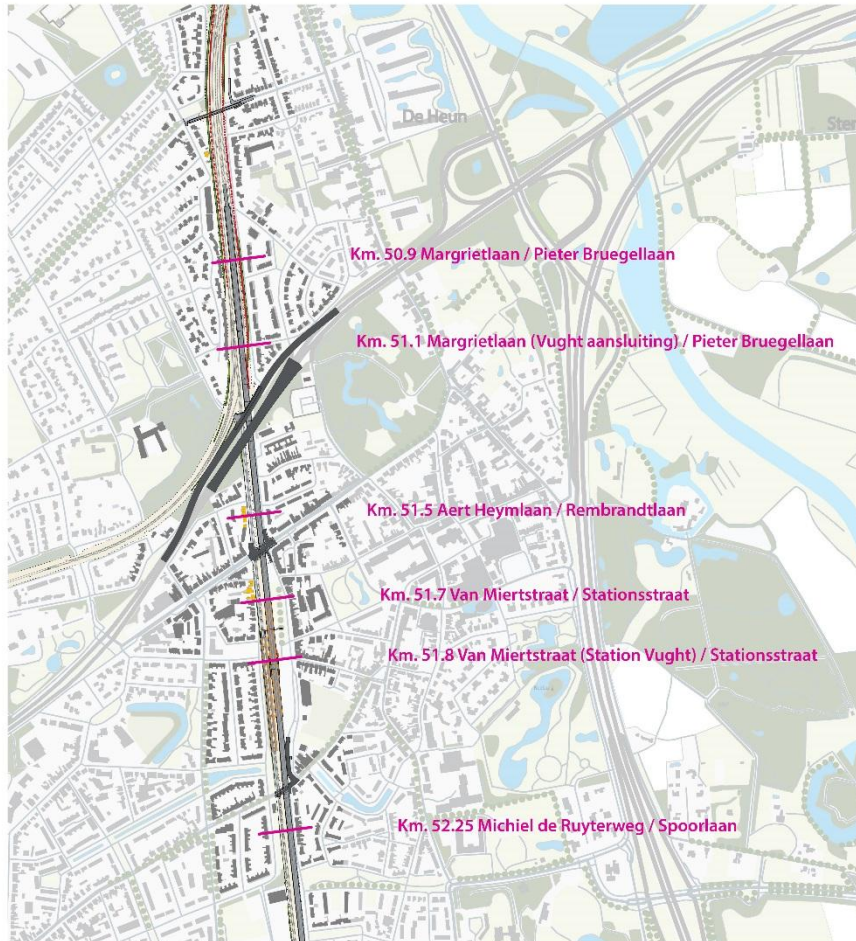 De Heun
Ster
Km. 50.9 Margrietlaan / Pieter Bruegellaan
Km. 51.1 Margrietlaan (Vught aansluiting) / Pieter Bruegellaan
Km. 51.5 Aert Heymlaan / Rembrandtlaan
Km. 51.7 Van Miertstraat / Stationsstraat
Km. 51.8 Van Miertstraat (Station Vught) / Stationsstraat
Km. 52.25 Michiel de Ruyterweg / Spoorlaan